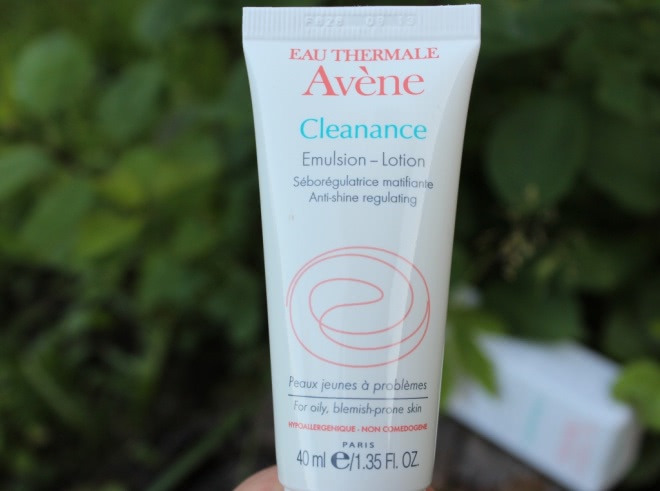 EAU THERMALE
Avène
Cleanance
Emulsion – Lotion
Séborégulatrice matifiante
Anti-shine regulating
Peaux jeunes à problèmes
For oily, blemish-prone skin
HYPOALLERGENIQUE - NON COMEDOGENE
PARIS
40 ml e/1.35 FL. OZ.